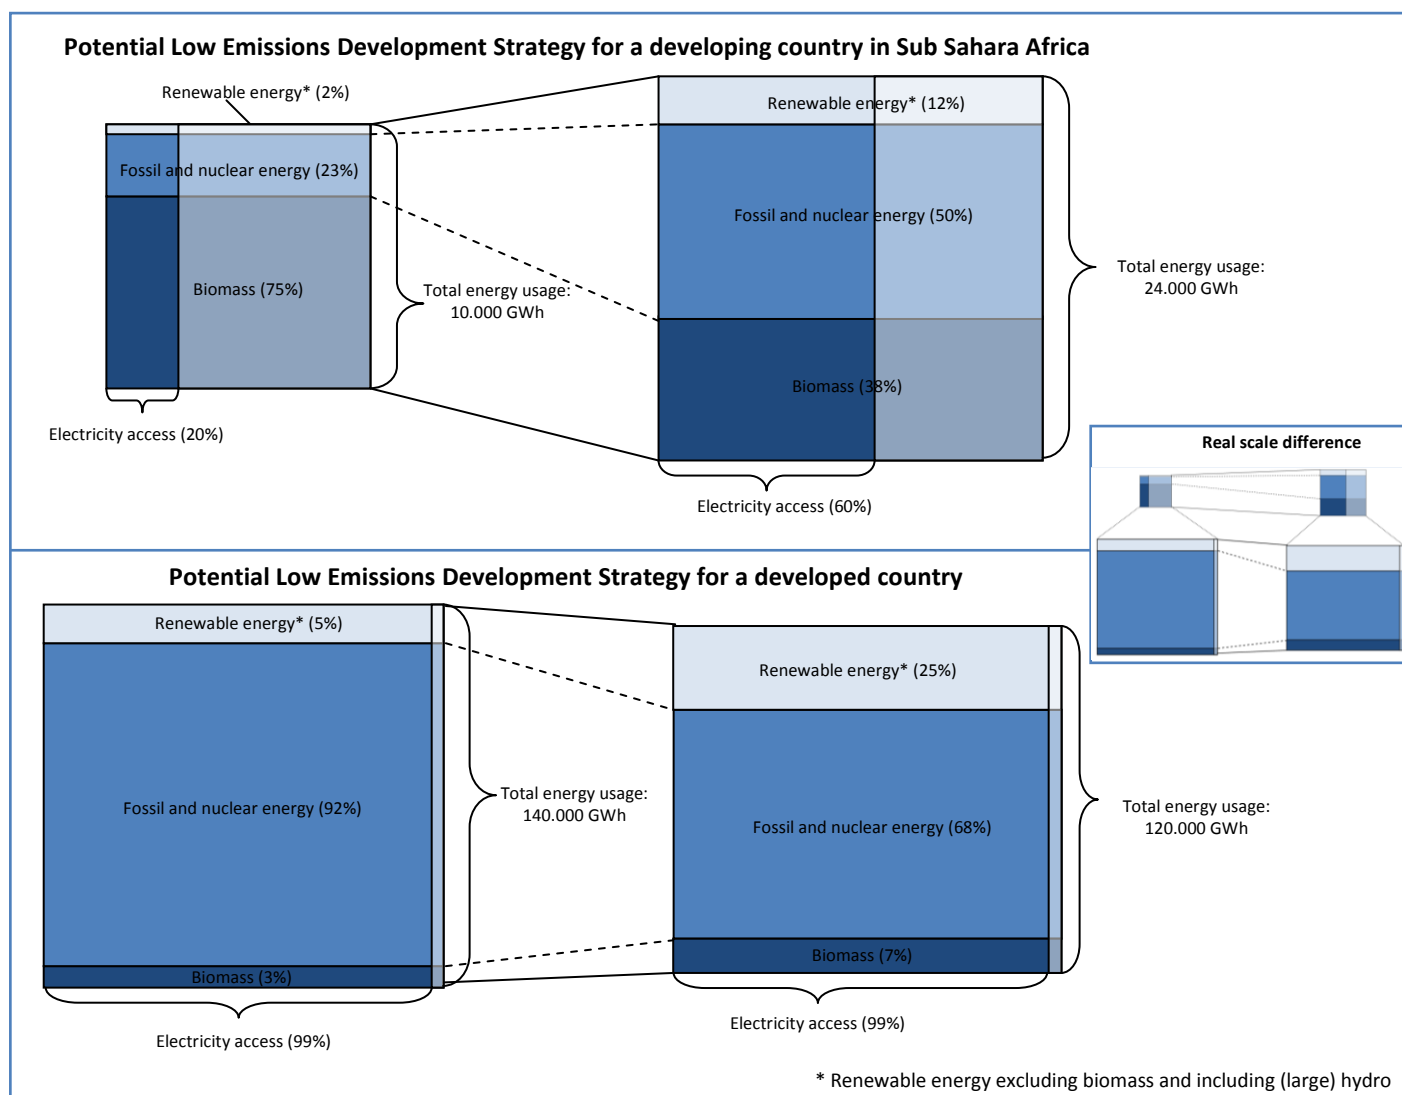 Potential Low Emissions Development Strategy for a developing country in Sub Sahara Africa
Renewable energy* (2%)
Fossil and nuclear energy (23%)
Biomass (75%)
Total energy usage:
10.000 GWh
Electricity access (20%)
Renewable energy* (12%)
Fossil and nuclear energy (50%)
Biomass (38%)
Total energy usage:
24.000 GWh
Electricity access (60%)
Real scale difference
Potential Low Emissions Development Strategy for a developed country
Renewable energy* (5%)
Fossil and nuclear energy (92%)
Biomass (3%)
Total energy usage:
140.000 GWh
Electricity access (99%)
Renewable energy* (25%)
Fossil and nuclear energy (68%)
Biomass (7%)
Total energy usage:
120.000 GWh
Electricity access (99%)
* Renewable energy excluding biomass and including (large) hydro